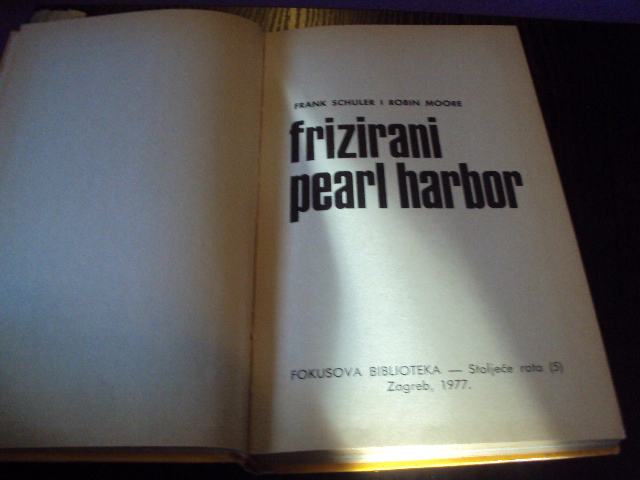 FRANK SCHULER I ROBIN MOORE
frizirani
pearl harbor
FOKUSOVA BIBLIOTEKA — Stoljeće rata (5)
Zagreb, 1977.